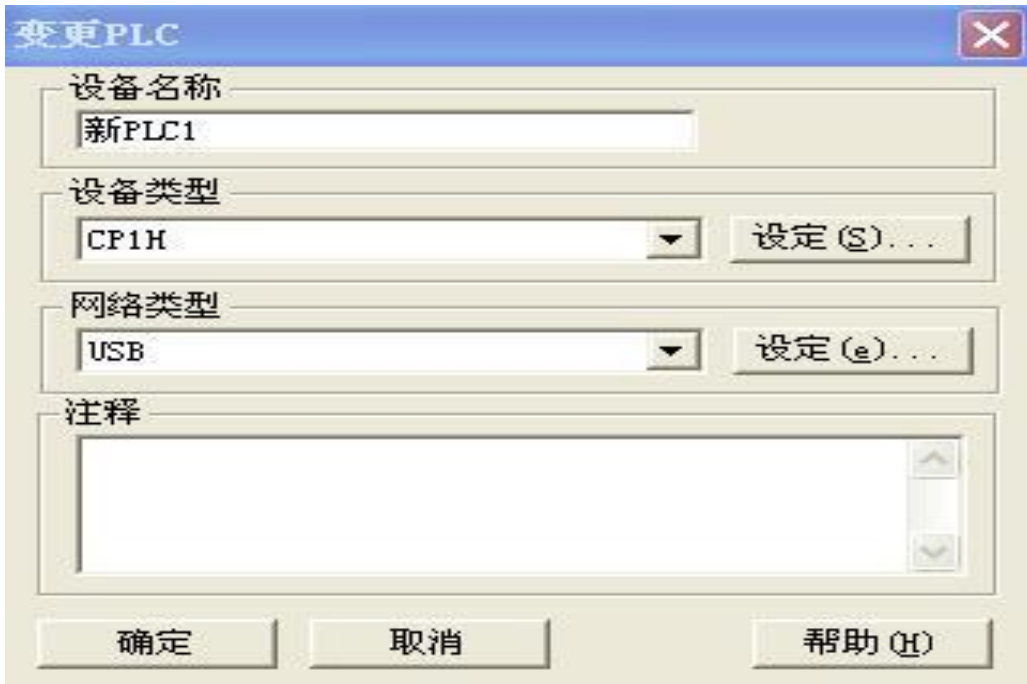 变更PLC
设备名称
新PLC1
设备类型
CP1H
设定(S)...
网络类型
USB
设定(e)...
注释
确定
取消
帮助(H)